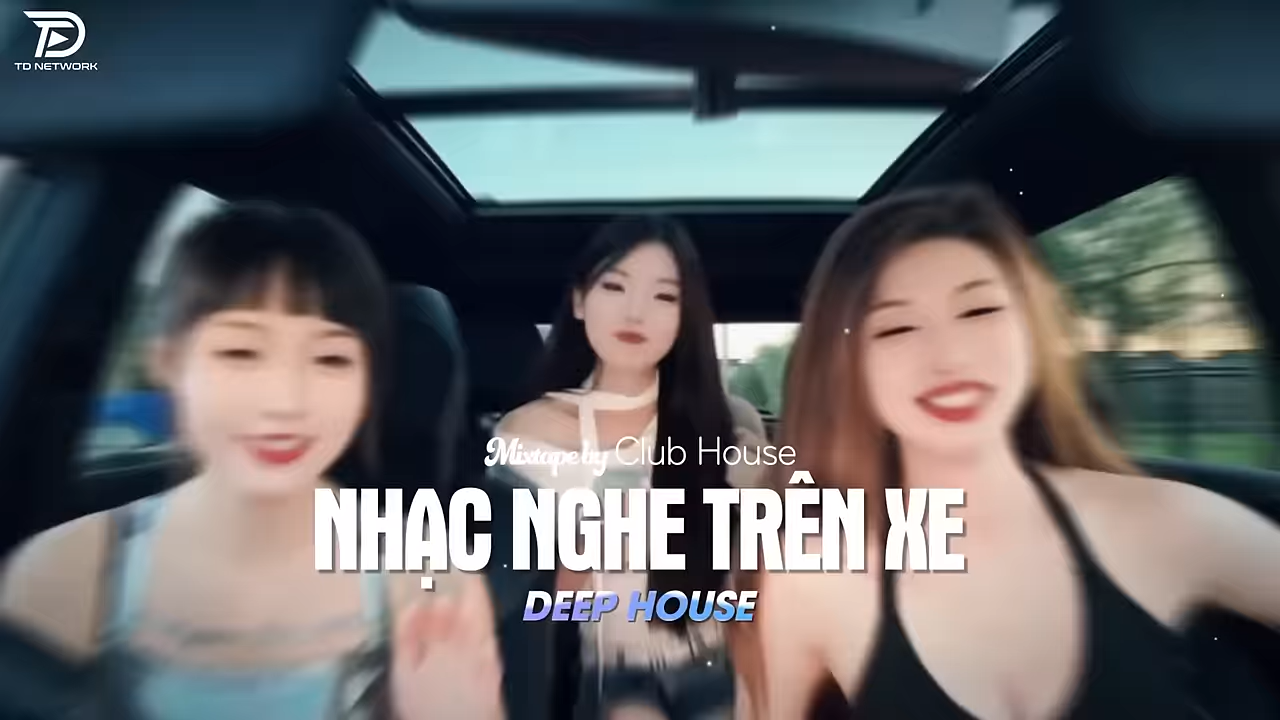 TD NETWORK
Mixtape by Club House
NHẠC NGHE TRÊN XE
DEEP HOUSE